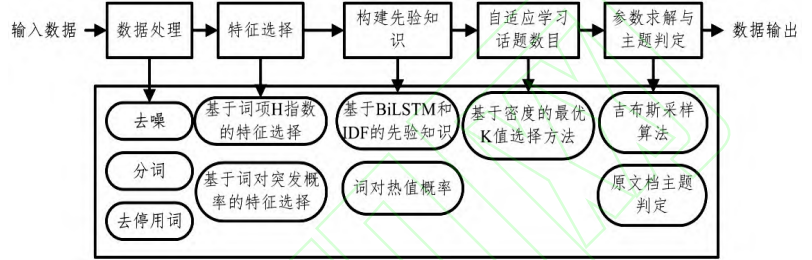 输入数据
数据处理
特征选择
构建先验知
识
自适应学习
话题数目
参数求解与
主题判定
数据输出
去噪
分词
去停用词
基于词项H指数
的特征选择
基于词对突发概
率的特征选择
基于BiLSTM和
IDF的先验知识
词对热值概率
基于密度的最优
K值选择方法
吉布斯采样
算法
原文档主题
判定